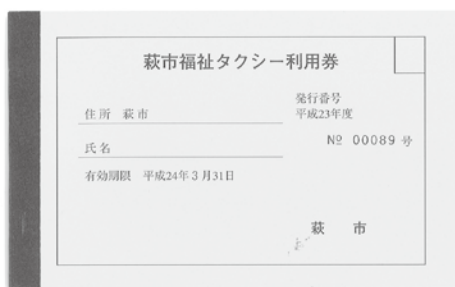 萩市福祉タクシー利用券
発行番号
平成23年度
住所 萩市
№ 00089 号
氏名
有効期限 平成24年3月31日
萩 市